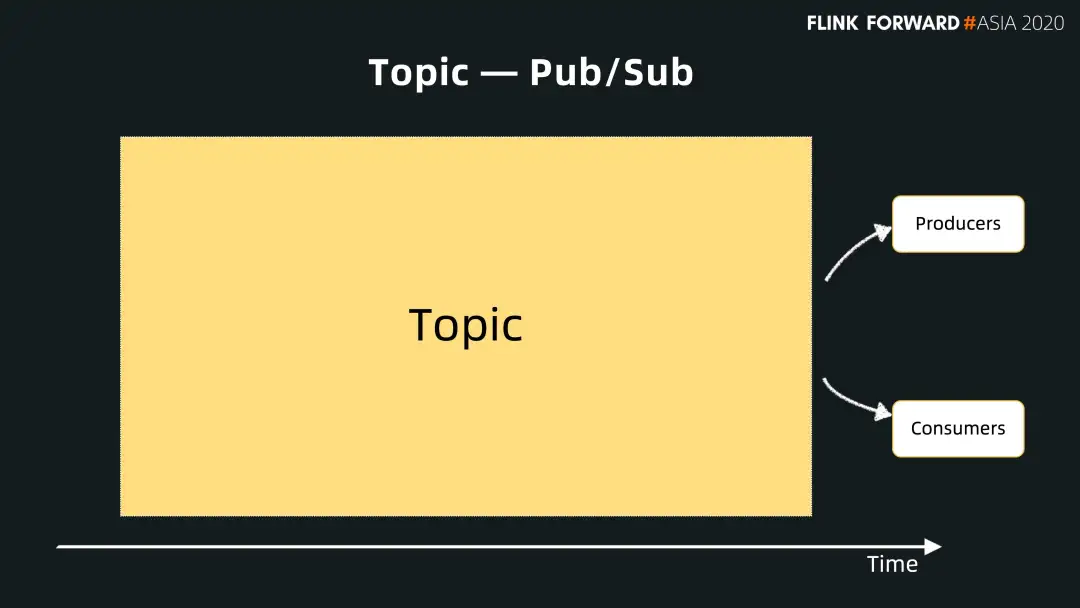 FLINK FORWARD #ASIA 2020
Topic — Pub/Sub
Topic
Producers
Consumers
Time